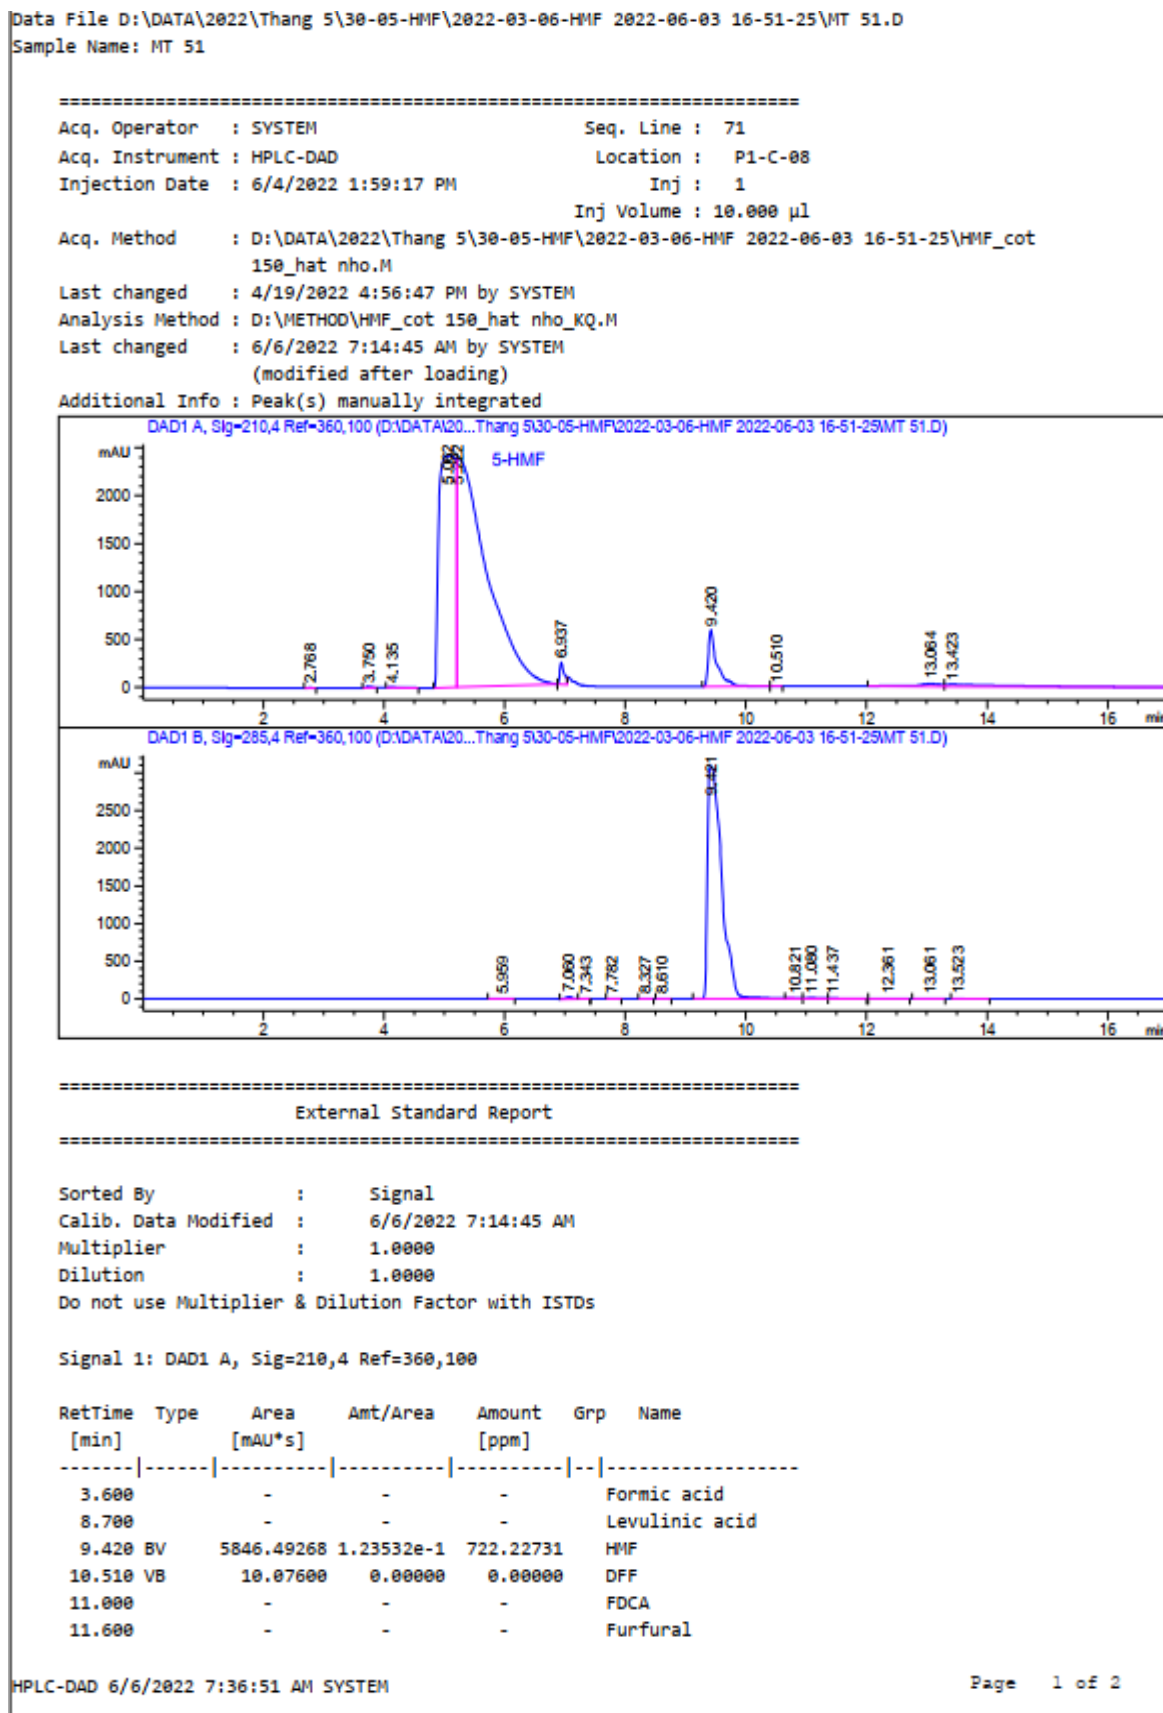 Data File D:\DATA\2022\Thang 5\30-05-HMF\2022-03-06-HMF 2022-06-03 16-51-25\MT 51.D
Sample Name: MT 51
=====================================================================
Acq. Operator   : SYSTEM                         Seq. Line :  71
Acq. Instrument : HPLC-DAD                        Location :   P1-C-08
Injection Date  : 6/4/2022 1:59:17 PM                  Inj :   1
Inj Volume : 10.000 µl
Acq. Method     : D:\DATA\2022\Thang 5\30-05-HMF\2022-03-06-HMF 2022-06-03 16-51-25\HMF_cot
150_hat nho.M
Last changed    : 4/19/2022 4:56:47 PM by SYSTEM
Analysis Method : D:\METHOD\HMF_cot 150_hat nho_KQ.M
Last changed    : 6/6/2022 7:14:45 AM by SYSTEM
(modified after loading)
Additional Info : Peak(s) manually integrated
DAD1 A, Sig=210,4 Ref=360,100 (D:\DATA\20...Thang 5\30-05-HMF\2022-03-06-HMF 2022-06-03 16-51-25\MT 51.D)
mAU
5-HMF
2000
1500
1000
500
0
2.768
3.750
4.135
6.937
9.420
10.510
13.064
13.423
2 4 6 8 10 12 14 16 min
DAD1 B, Sig=285,4 Ref=360,100 (D:\DATA\20...Thang 5\30-05-HMF\2022-03-06-HMF 2022-06-03 16-51-25\MT 51.D)
mAU
2500
2000
1500
1000
500
0
5.959
7.060
7.343
7.782
8.327
8.610
9.421
10.821
11.080
11.437
12.361
13.061
13.523
2 4 6 8 10 12 14 16 min
=====================================================================
External Standard Report
=====================================================================
Sorted By             :      Signal
Calib. Data Modified  :      6/6/2022 7:14:45 AM
Multiplier            :      1.0000
Dilution              :      1.0000
Do not use Multiplier & Dilution Factor with ISTDs
Signal 1: DAD1 A, Sig=210,4 Ref=360,100
RetTime  Type     Area     Amt/Area    Amount   Grp   Name
[min]          [mAU*s]                [ppm]
-------|------|----------|----------|----------|--|------------------
3.600            -          -          -       Formic acid
8.700            -          -          -       Levulinic acid
9.420 BV    5846.49268 1.23532e-1  722.22731    HMF
10.510 VB      10.07600    0.00000    0.00000    DFF
11.000            -          -          -       FDCA
11.600            -          -          -       Furfural
HPLC-DAD 6/6/2022 7:36:51 AM SYSTEM                    Page   1 of 2